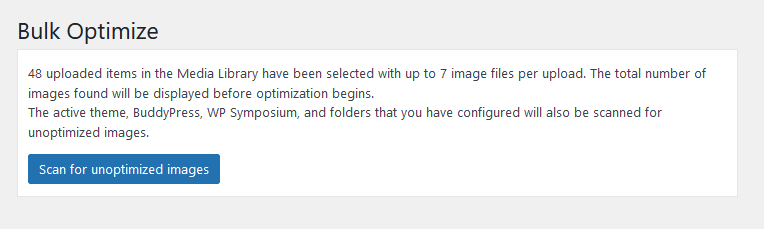 Bulk Optimize
48 uploaded items in the Media Library have been selected with up to 7 image files per upload. The total number of
images found will be displayed before optimization begins.
The active theme, BuddyPress, WP Symposium, and folders that you have configured will also be scanned for
unoptimized images.
Scan for unoptimized images